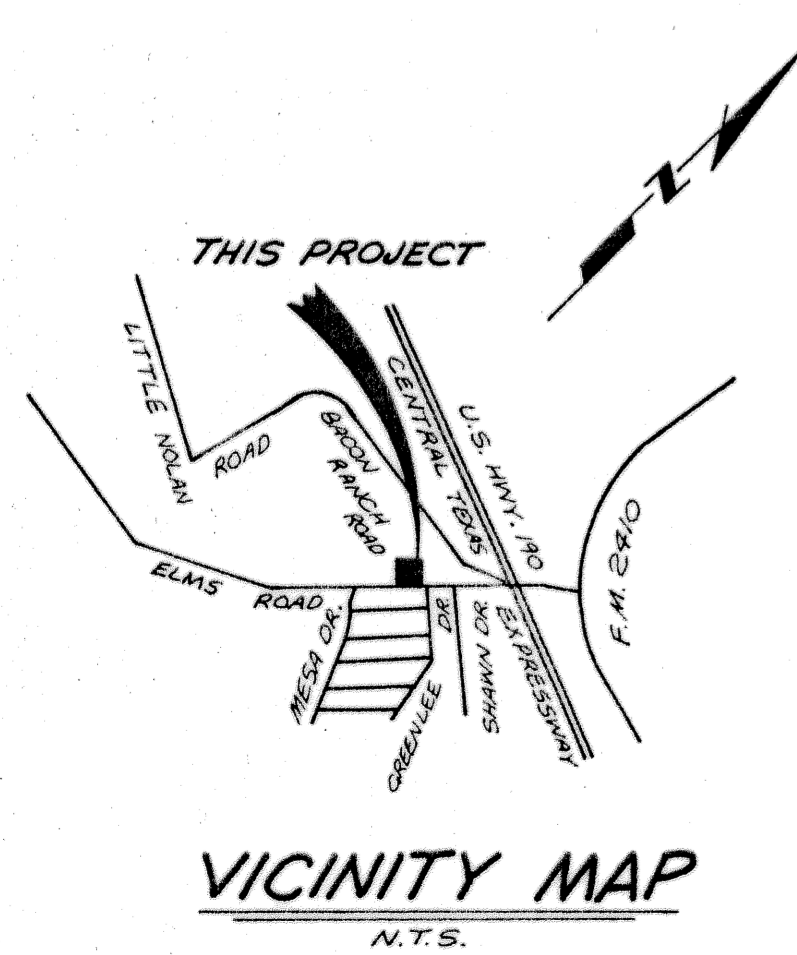 N
THIS PROJECT
LITTLE NOLAN
ROAD
BACON
RANCH
ROAD
CENTRAL TEXAS
EXPRESSWAY
U.S. HWY. 190
F.M. 2410
ELMS
ROAD
MESA DR.
GREENLEE
DR.
SHAWN DR.
VICINITY MAP
N.T.S.